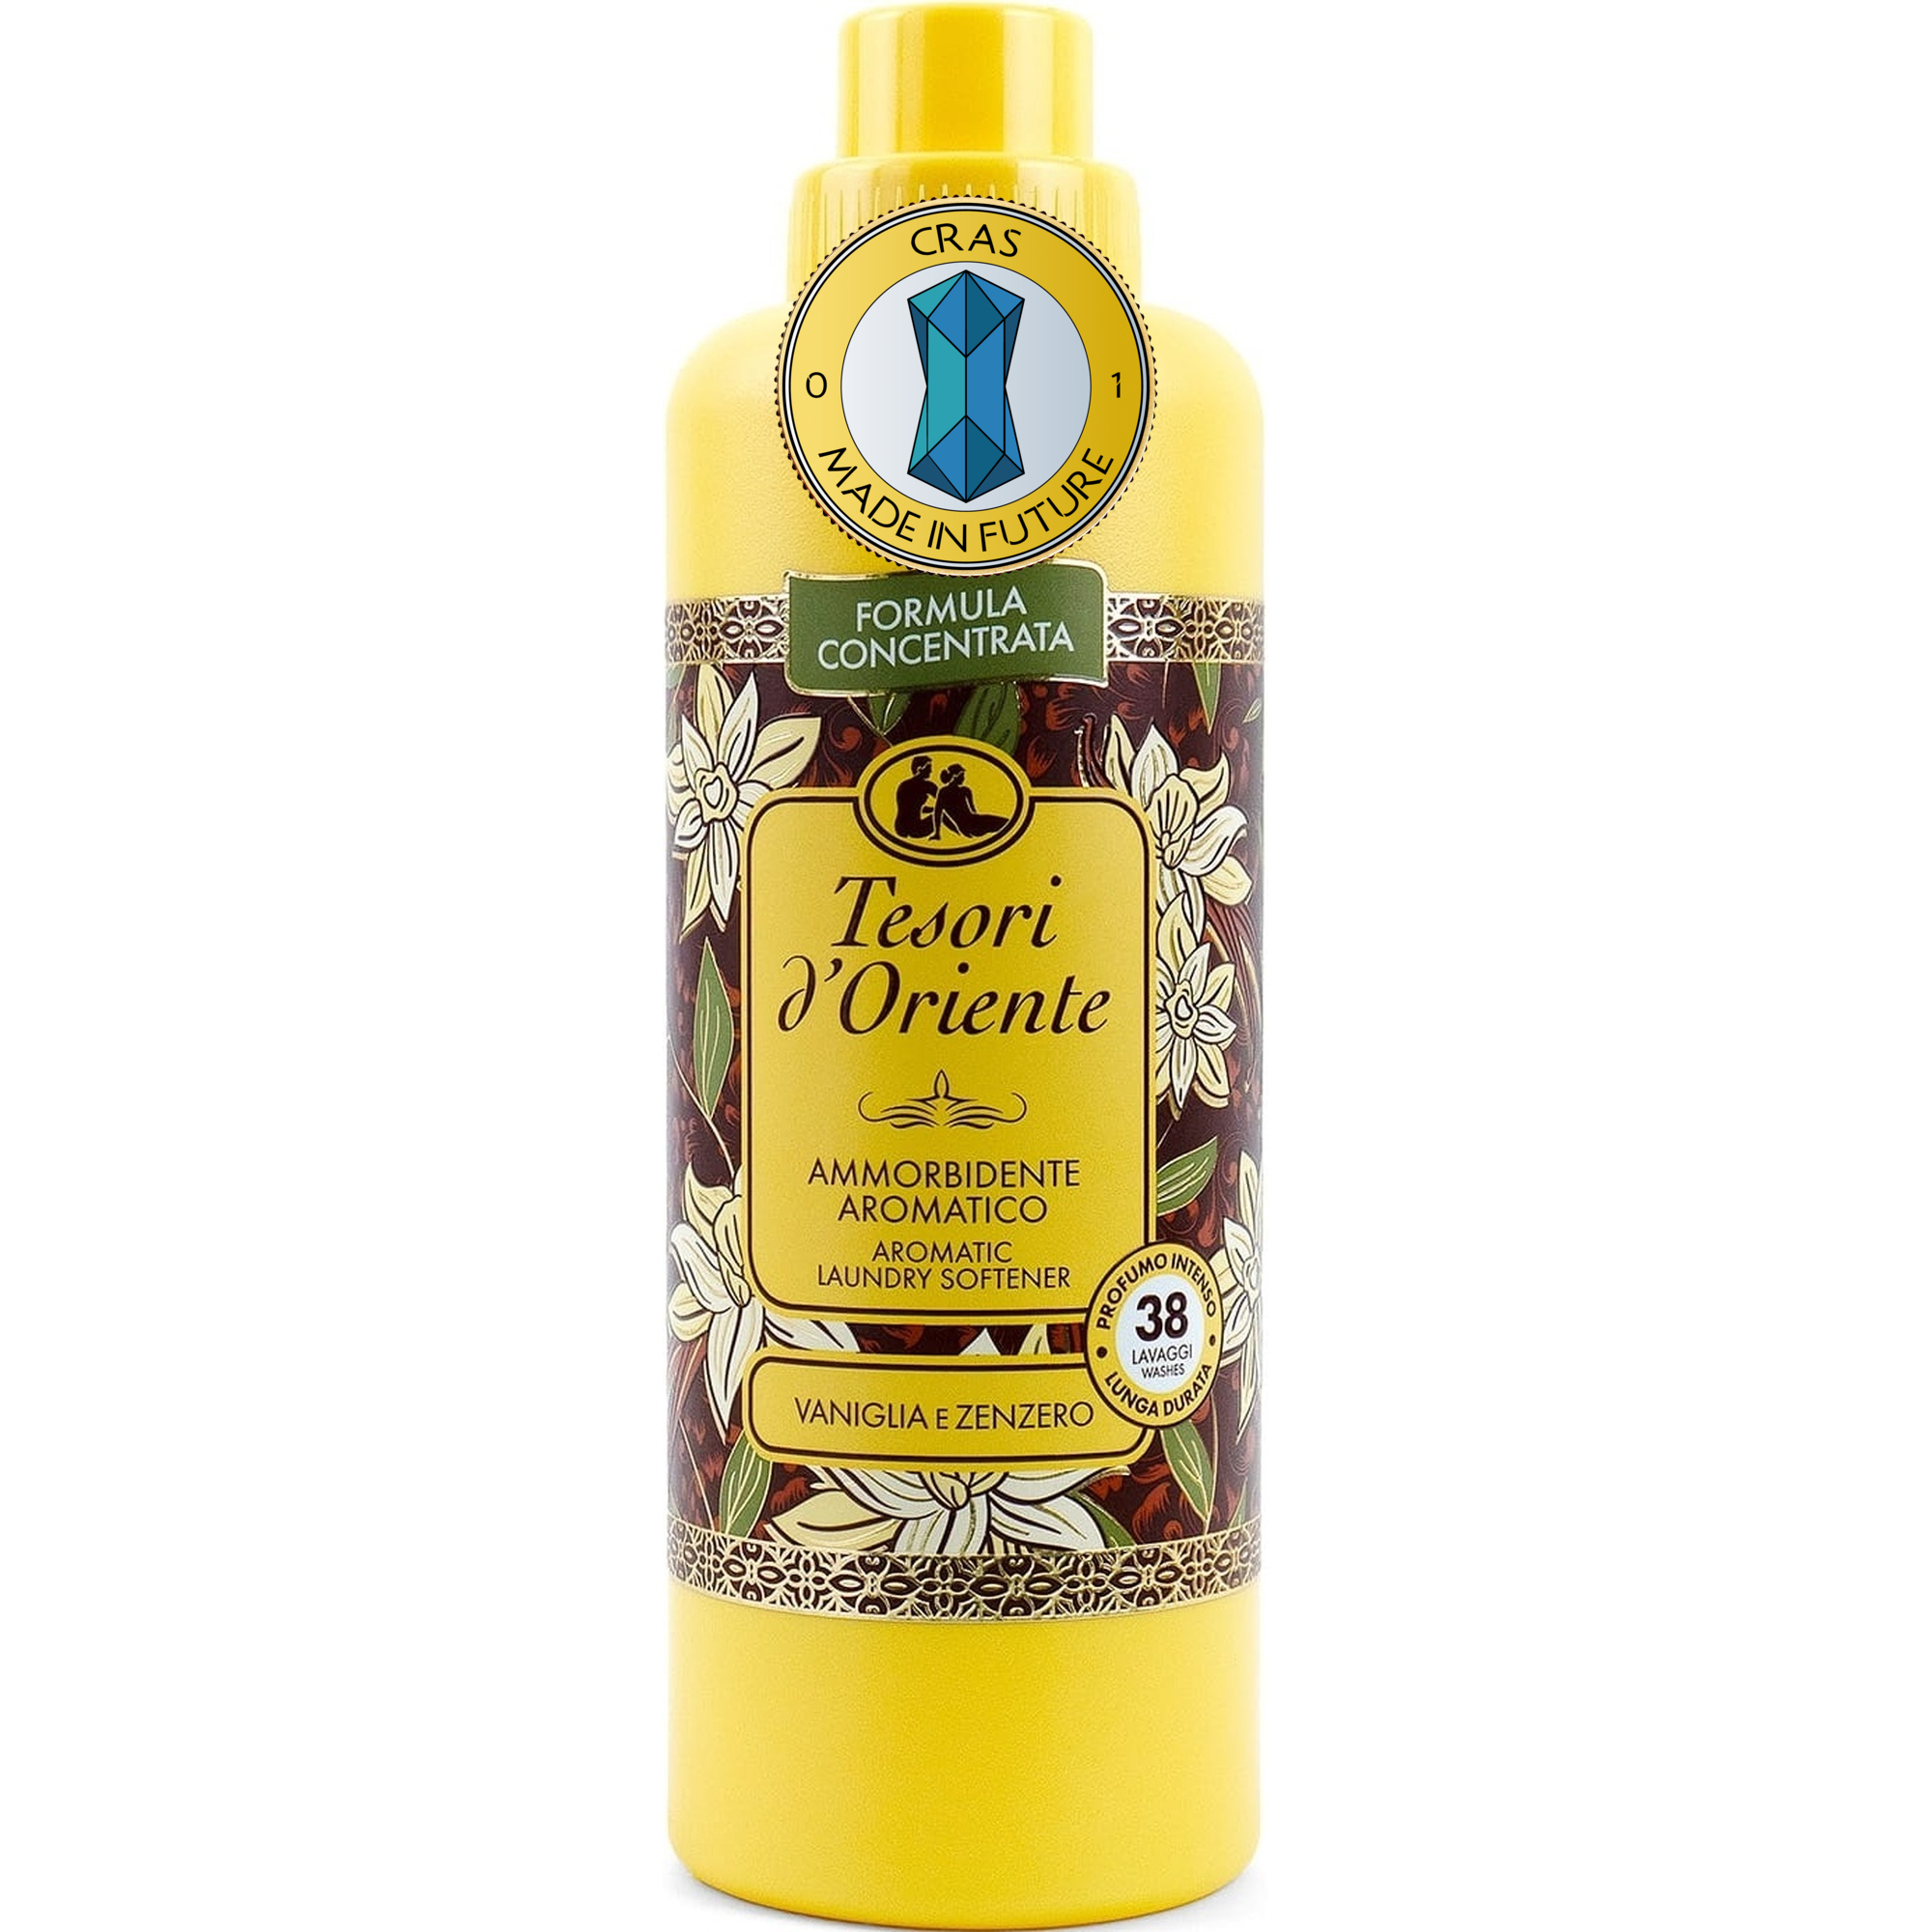 CRAS
0 1
MADE IN FUTURE
FORMULA
CONCENTRATA
Tesori
d'Oriente
AMMORBIDENTE
AROMATICO
AROMATIC
LAUNDRY SOFTENER
PROFUMO INTENSO
38
LAVAGGI
WASHES
LUNGA DURATA
VANIGLIA E ZENZERO